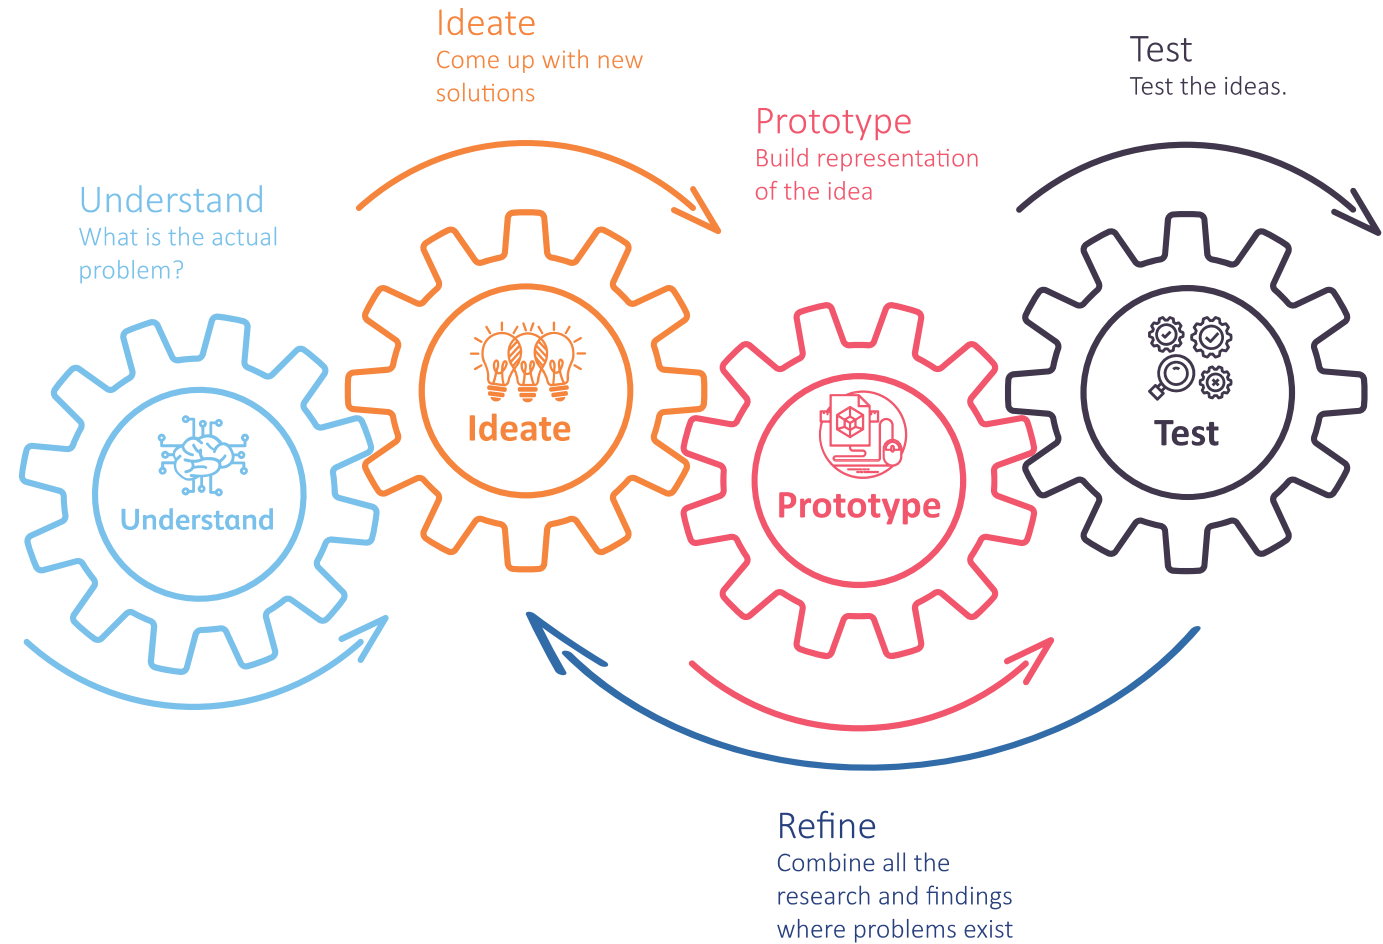 Understand
What is the actual
problem?
Understand
Ideate
Come up with new
solutions
Ideate
Prototype
Build representation
of the idea
Prototype
Test
Test the ideas.
Test
Refine
Combine all the
research and findings
where problems exist